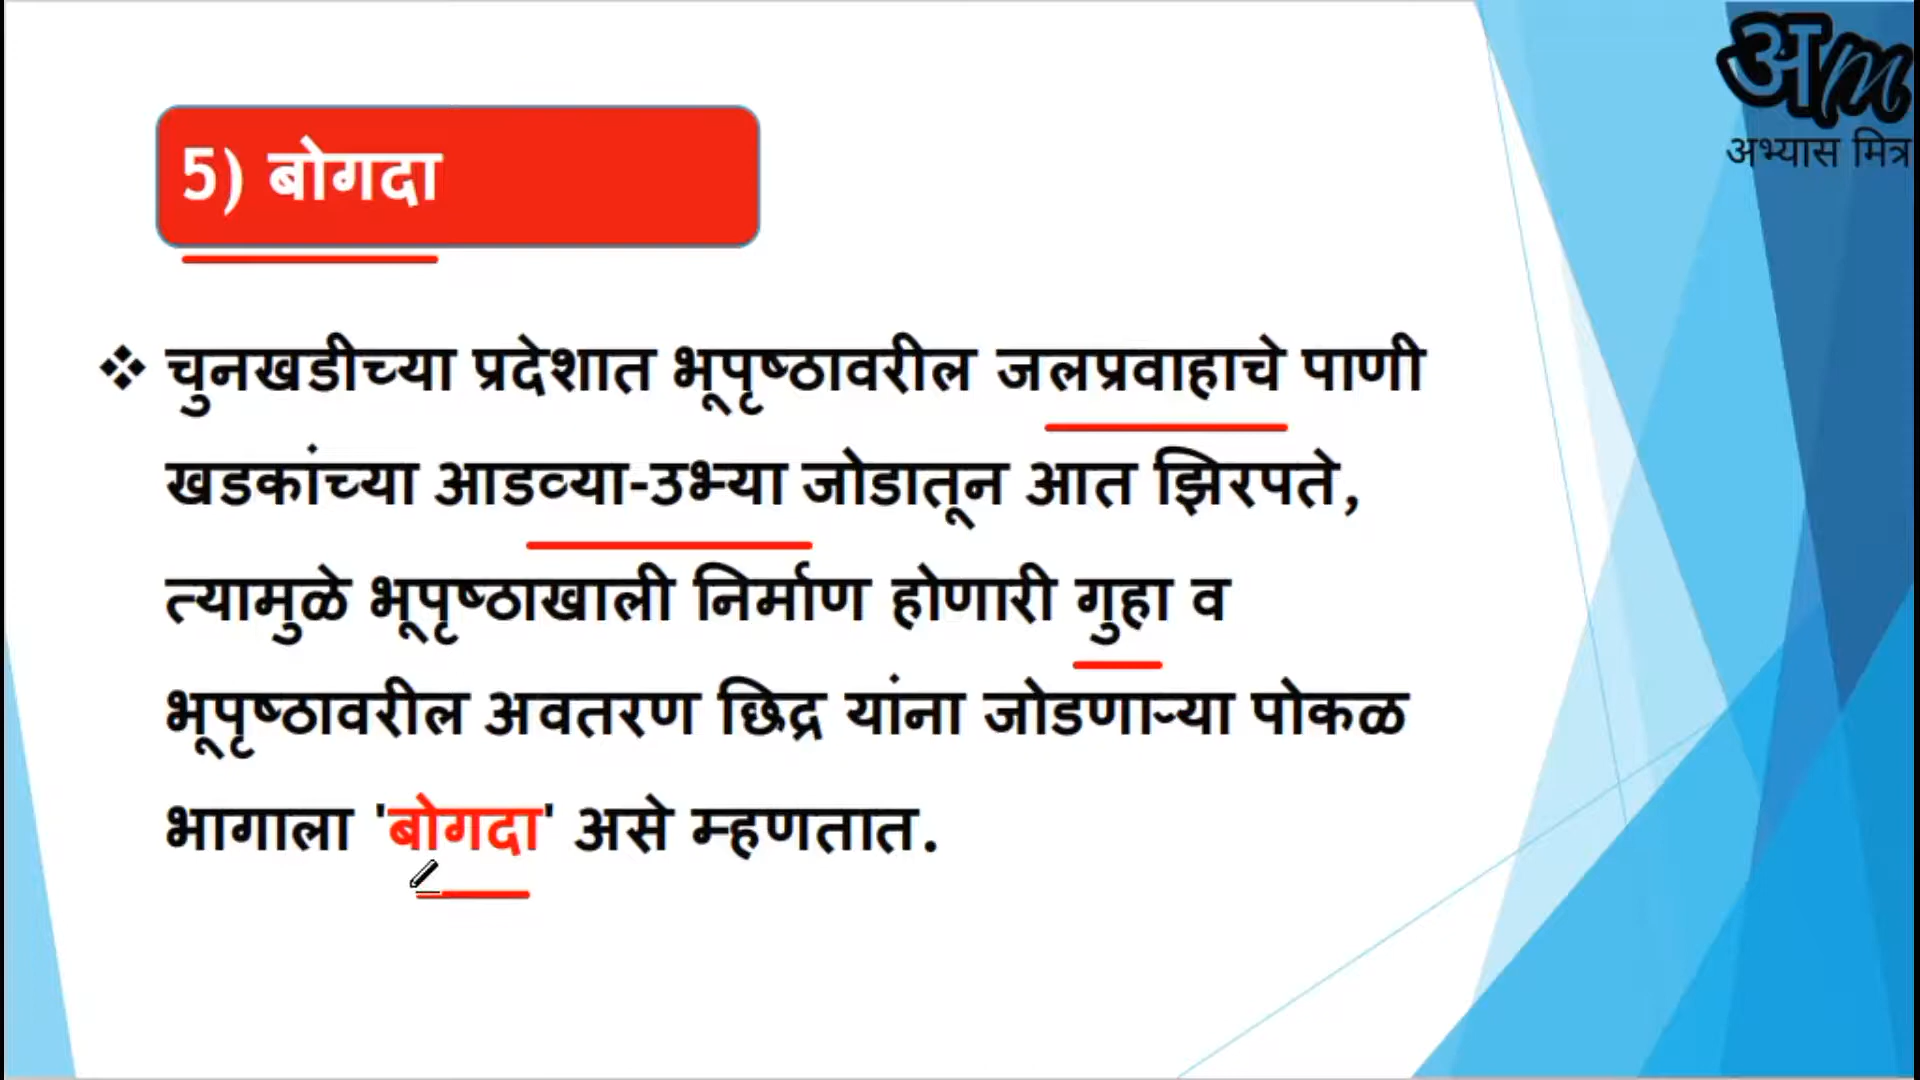 अm
अभ्यास मित्र
5) बोगदा
❖ चुनखडीच्या प्रदेशात भूपृष्ठावरील जलप्रवाहाचे पाणी
खडकांच्या आडव्या-उभ्या जोडातून आत झिरपते,
त्यामुळे भूपृष्ठाखाली निर्माण होणारी गुहा व
भूपृष्ठावरील अवतरण छिद्र यांना जोडणाऱ्या पोकळ
भागाला 'बोगदा' असे म्हणतात.